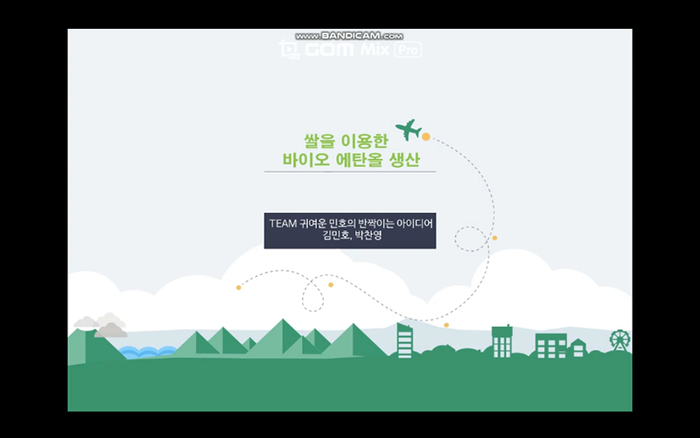 www.BANDICAM.com
GOM Mix Pro
쌀을 이용한
바이오 에탄올 생산
TEAM 귀여운 민호의 반짝이는 아이디어
김민호, 박찬영